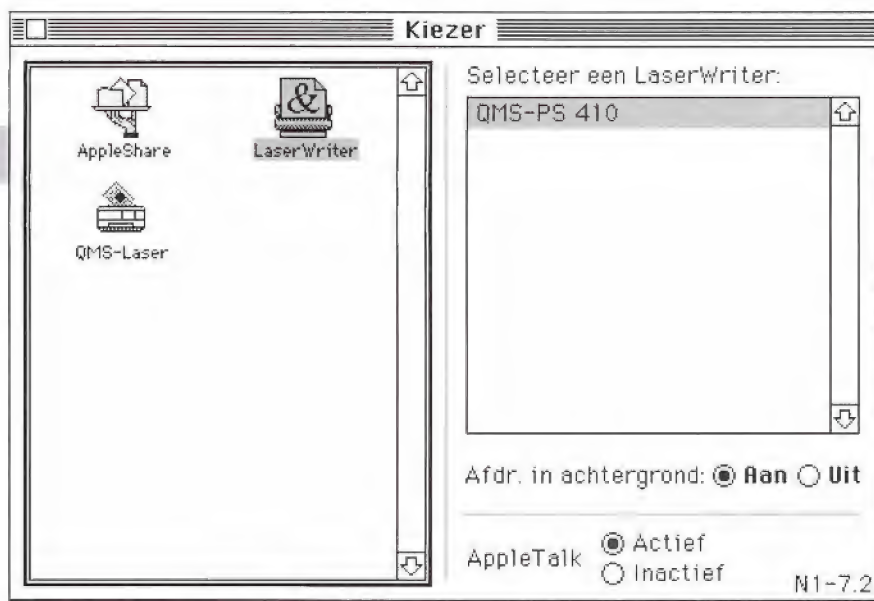 Kiezer
AppleShare
LaserWriter
QMS-Laser
Selecteer een LaserWriter:
QMS-PS 410
Afdr. in achtergrond: Aan Uit
AppleTalk
Actief
Inactief
N1-7.2